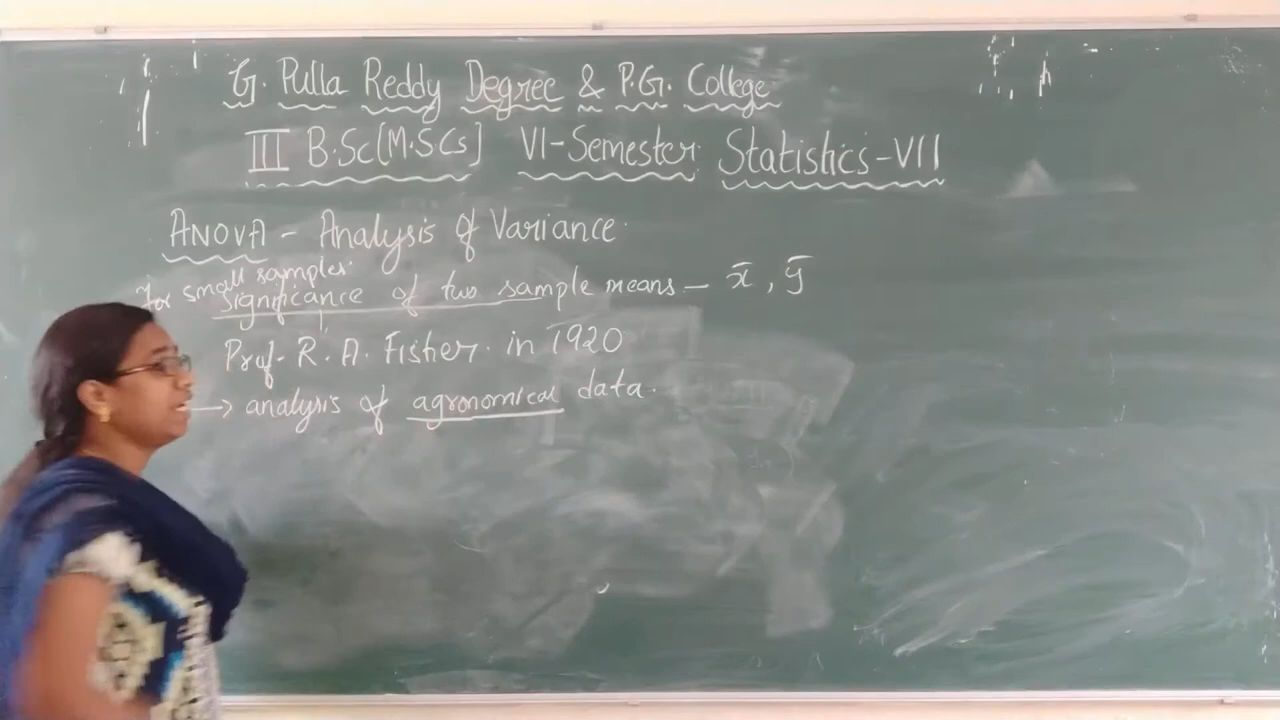 G. Pulla Reddy Degree & P.G. College
III B.Sc[M.SCs] VI-Semester Statistics-VII
ANOVA - Analysis of Variance.
For small samples.
Significance of two sample means - x̄, ȳ
Prof. R. A. Fisher. in 1920
→ analysis of agronomical data.